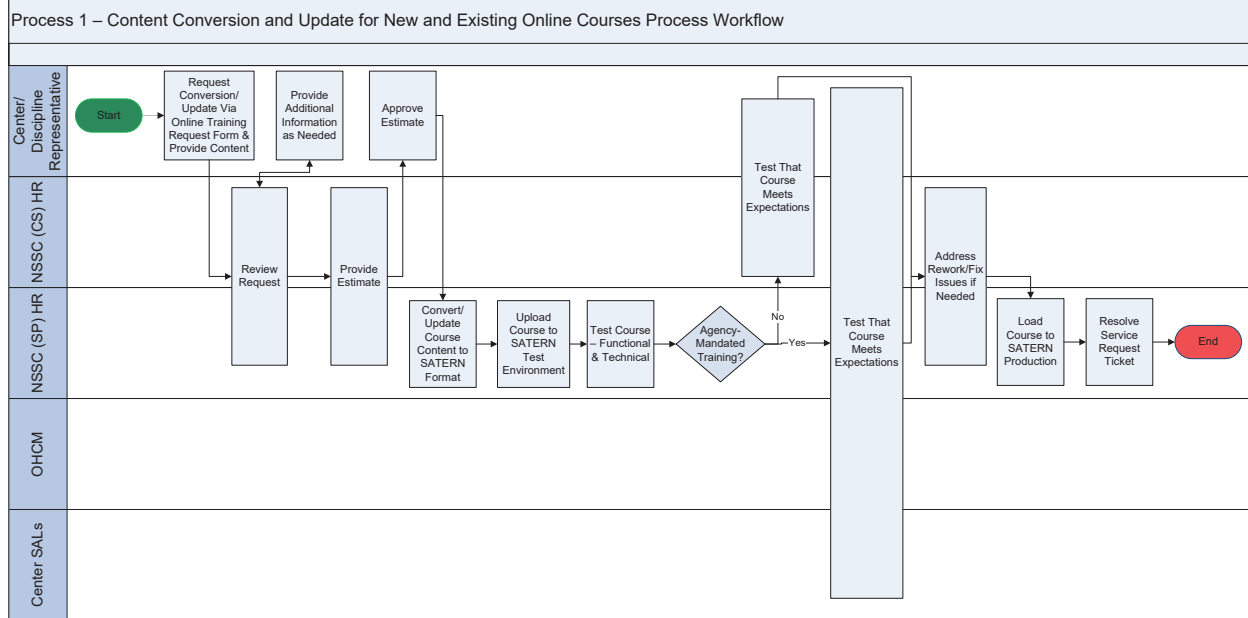 Process 1 – Content Conversion and Update for New and Existing Online Courses Process Workflow
Center/
Discipline
Representative
Start
Request
Conversion/
Update Via
Online Training
Request Form &
Provide Content
Provide
Additional
Information
as Needed
Approve
Estimate
Test That
Course
Meets
Expectations
NSSC (CS) HR
Review
Request
Provide
Estimate
Address
Rework/Fix
Issues if
Needed
NSSC (SP) HR
Convert/
Update
Course
Content to
SATERN
Format
Upload
Course to
SATERN
Test
Environment
Test Course
– Functional
& Technical
Agency-
Mandated
Training?
No
Yes
Test That
Course
Meets
Expectations
Load
Course to
SATERN
Production
Resolve
Service
Request
Ticket
End
OHCM
Center SALs